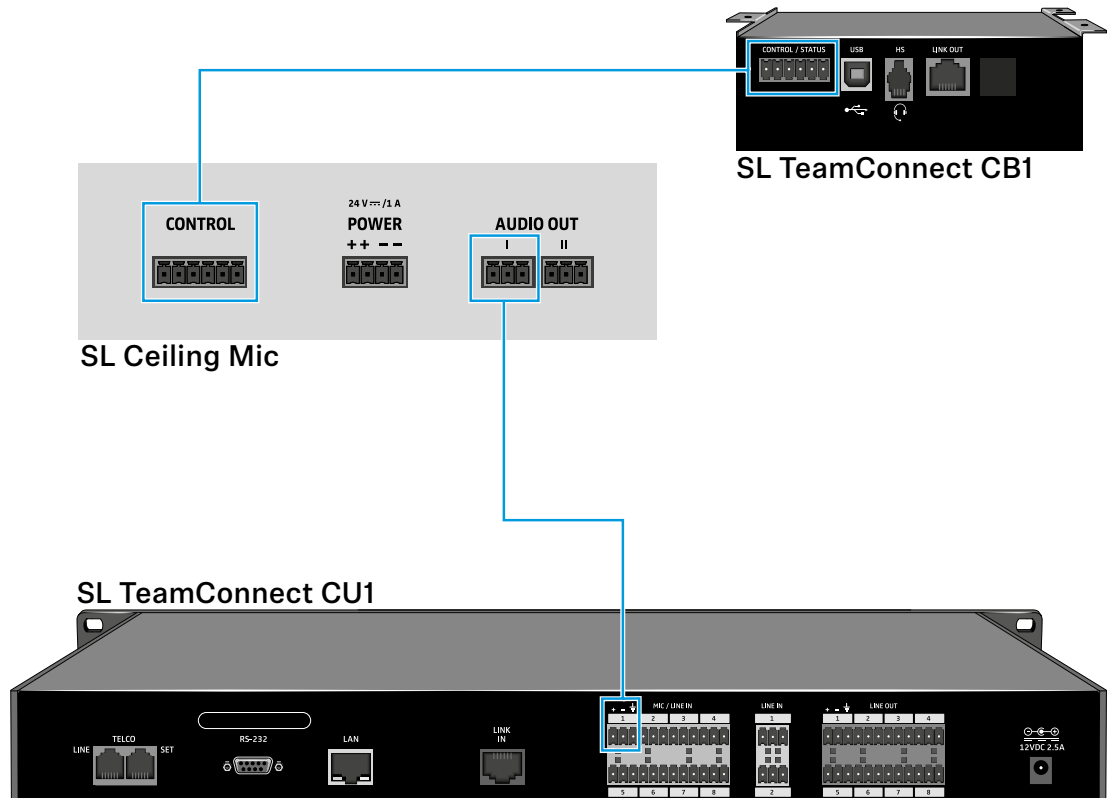 CONTROL / STATUS USB HS LINK OUT
SL TeamConnect CB1
24 V⎓/1 A
CONTROL POWER AUDIO OUT
++ −− I II
SL Ceiling Mic
SL TeamConnect CU1
+ − MIC / LINE IN LINE IN + − LINE OUT
1 2 3 4 1 1 2 3 4
LINE TELCO SET RS-232 LAN LINK IN 12VDC 2.5A
5 6 7 8 2 5 6 7 8